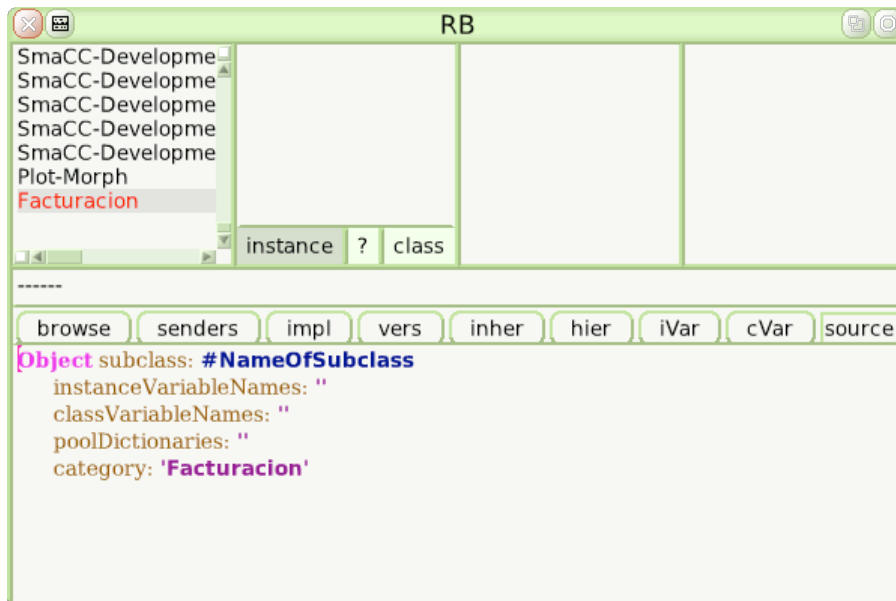 RB
SmaCC-Developme
SmaCC-Developme
SmaCC-Developme
SmaCC-Developme
SmaCC-Developme
Plot-Morph
Facturacion
instance ? class
------
browse senders impl vers inher hier iVar cVar source
Object subclass: #NameOfSubclass
instanceVariableNames: ''
classVariableNames: ''
poolDictionaries: ''
category: 'Facturacion'